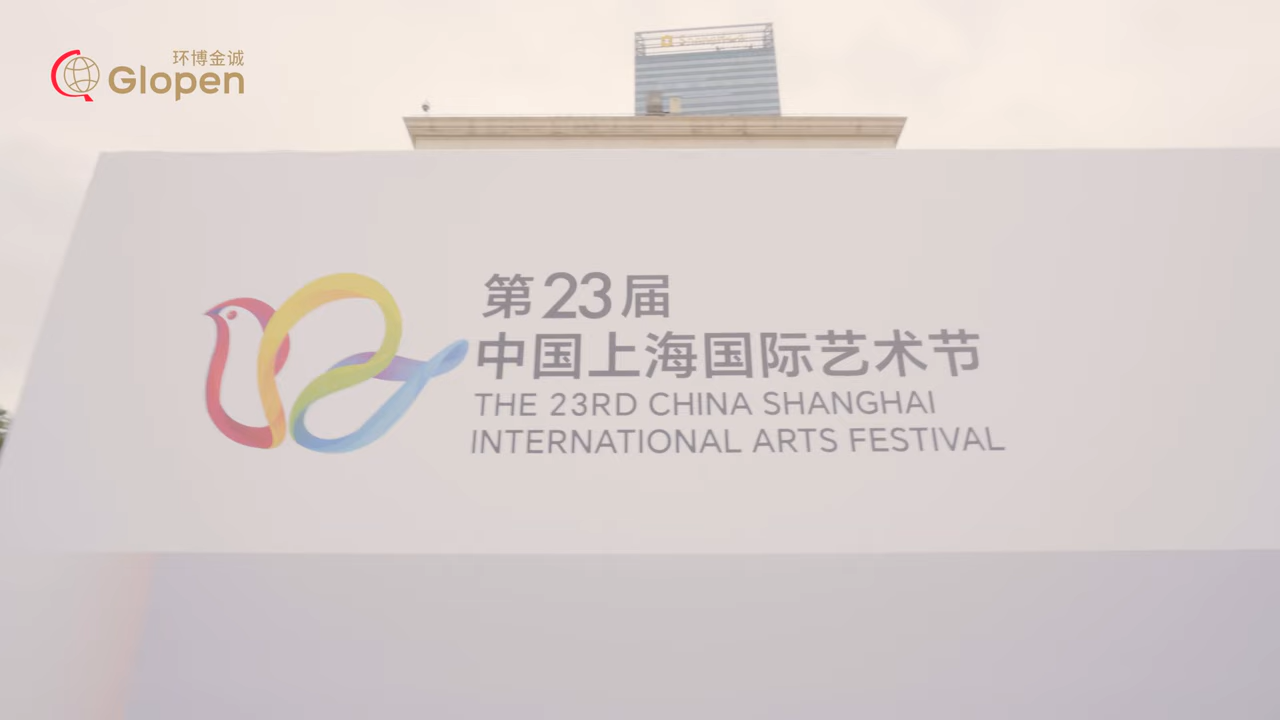 环博金诚
Glopen
第23届
中国上海国际艺术节
THE 23RD CHINA SHANGHAI
INTERNATIONAL ARTS FESTIVAL